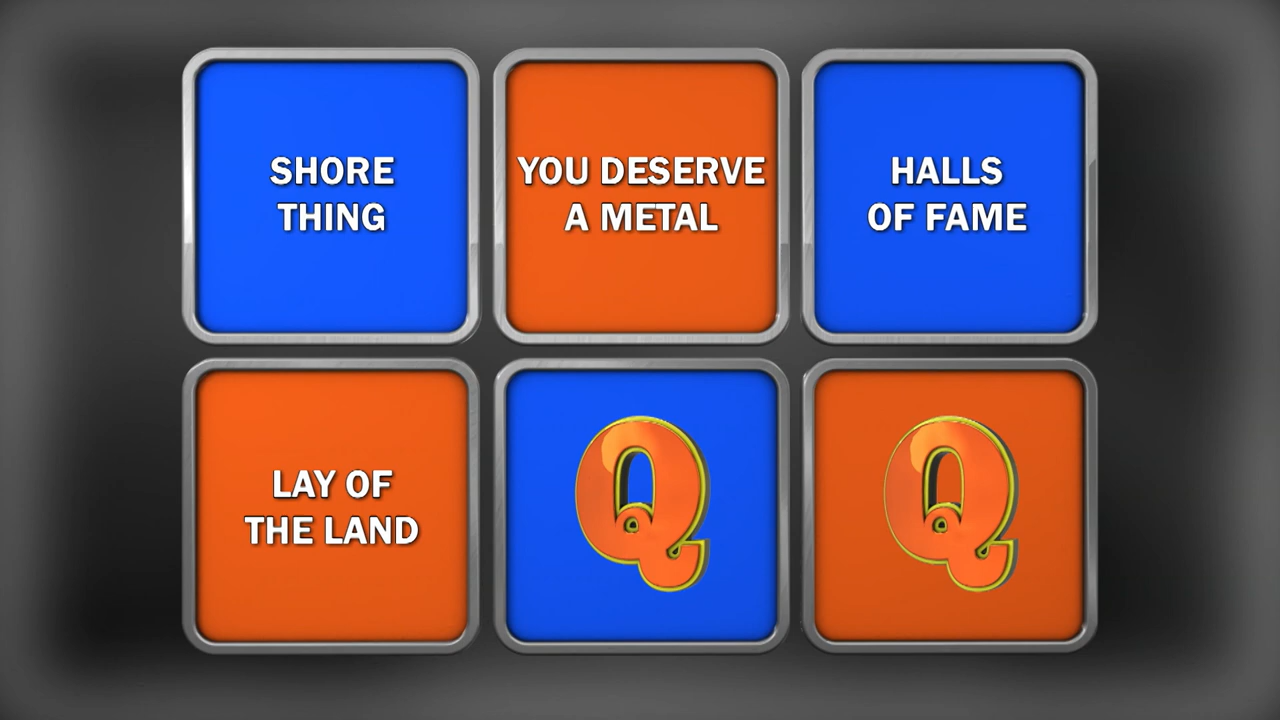 SHORE
THING
YOU DESERVE
A METAL
HALLS
OF FAME
LAY OF
THE LAND
Q
Q